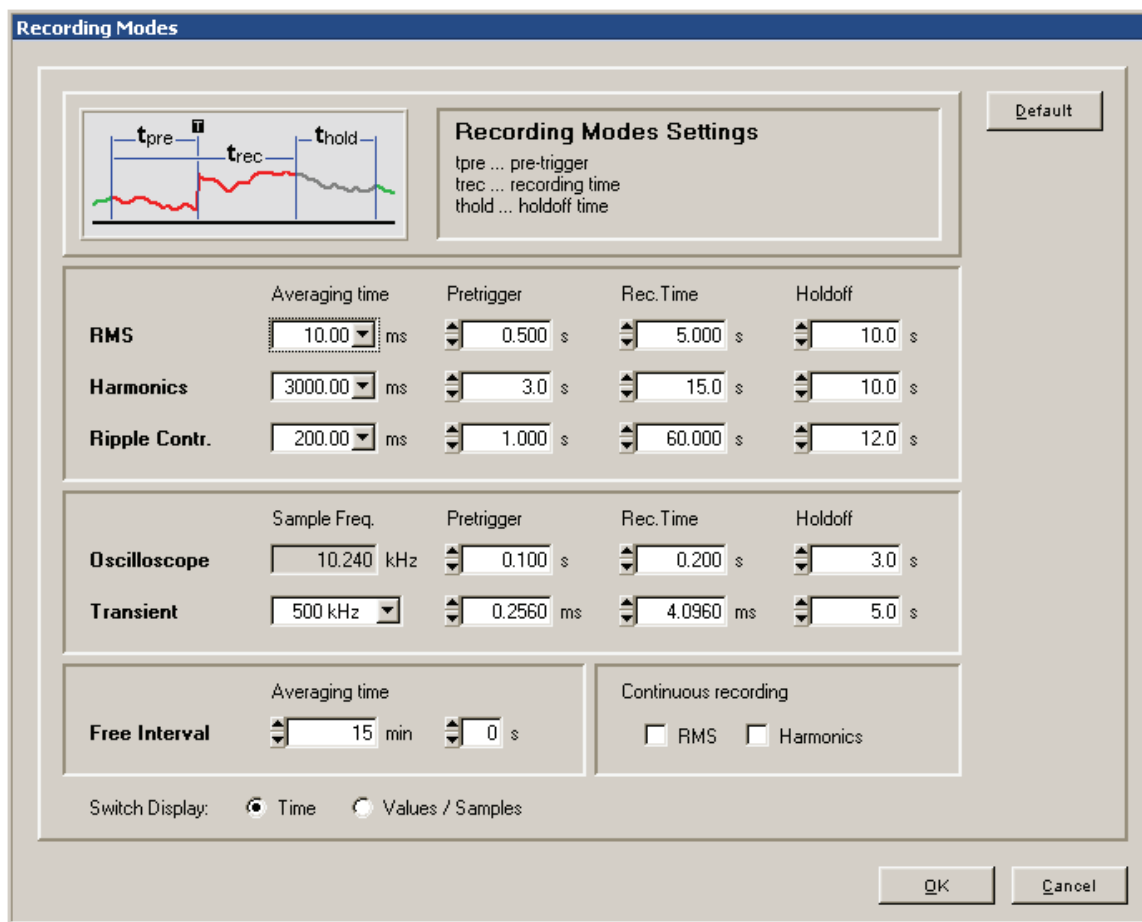 Recording Modes
tpre T trec thold
Recording Modes Settings
tpre ... pre-trigger
trec ... recording time
thold ... holdoff time
Default
Averaging time Pretrigger Rec.Time Holdoff
RMS 10.00 ms 0.500 s 5.000 s 10.0 s
Harmonics 3000.00 ms 3.0 s 15.0 s 10.0 s
Ripple Contr. 200.00 ms 1.000 s 60.000 s 12.0 s
Sample Freq. Pretrigger Rec.Time Holdoff
Oscilloscope 10.240 kHz 0.100 s 0.200 s 3.0 s
Transient 500 kHz 0.2560 ms 4.0960 ms 5.0 s
Averaging time
Free Interval 15 min 0 s
Continuous recording
RMS Harmonics
Switch Display: Time Values / Samples
OK Cancel